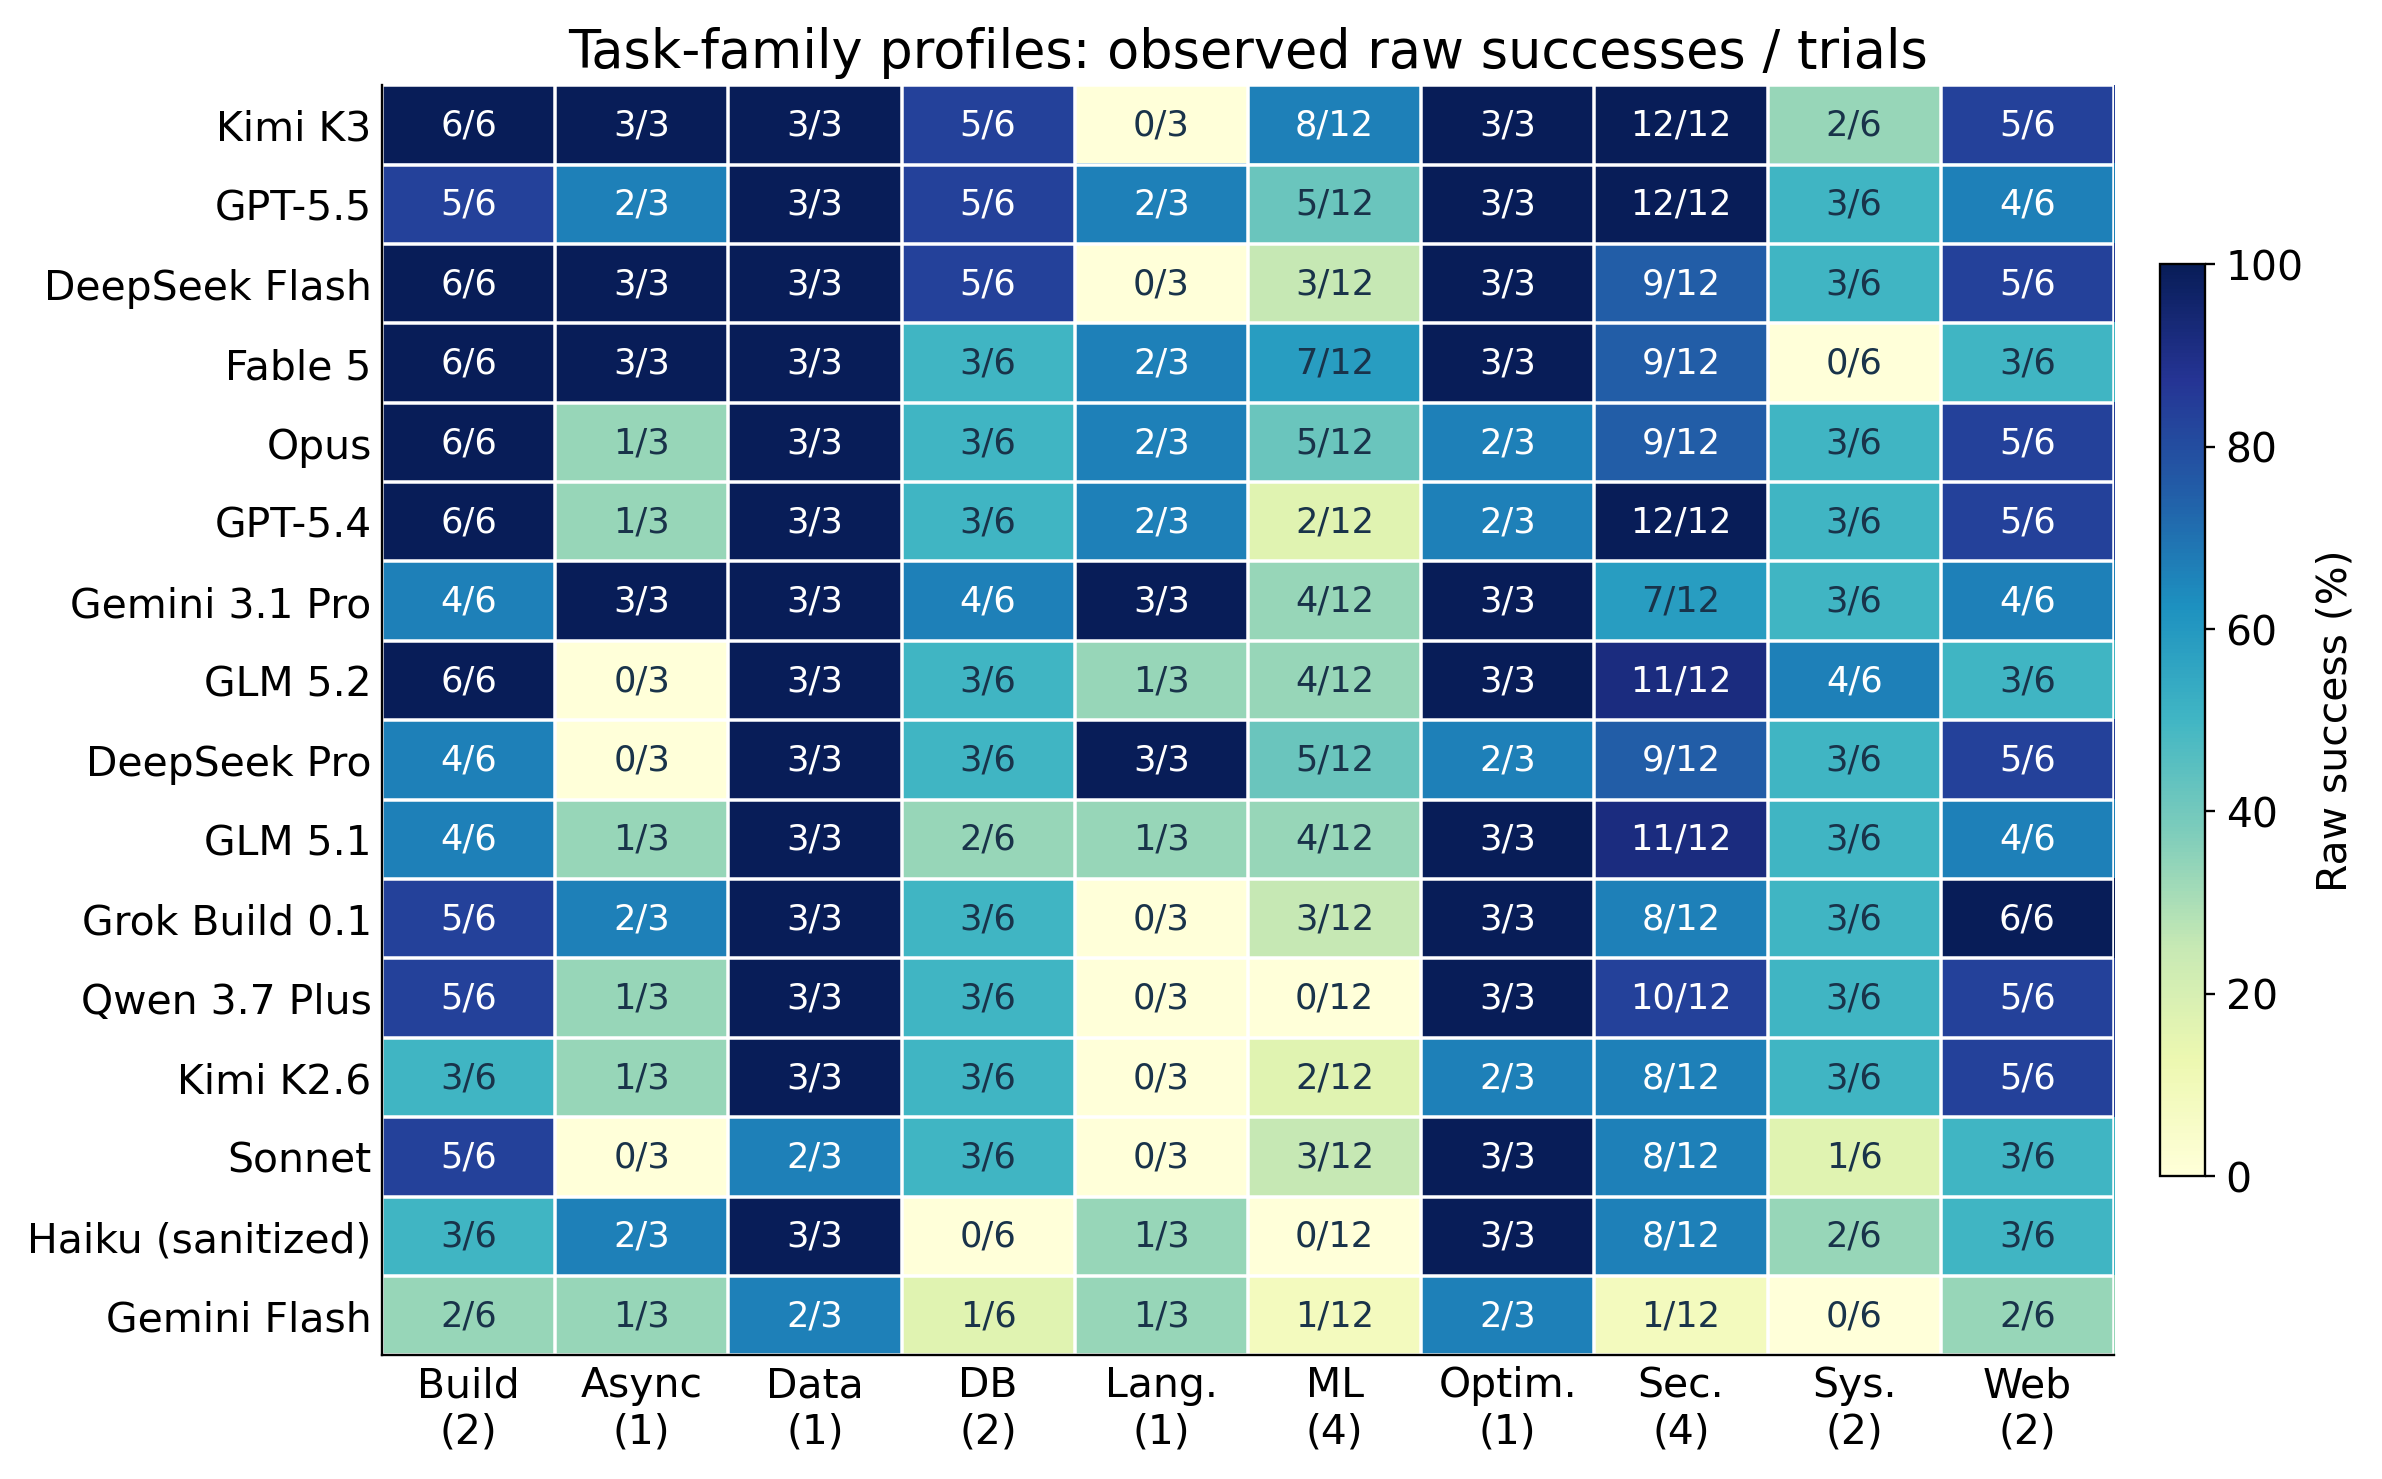 Task-family profiles: observed raw successes / trials
Kimi K3 6/6 3/3 3/3 5/6 0/3 8/12 3/3 12/12 2/6 5/6
GPT-5.5 5/6 2/3 3/3 5/6 2/3 5/12 3/3 12/12 3/6 4/6
DeepSeek Flash 6/6 3/3 3/3 5/6 0/3 3/12 3/3 9/12 3/6 5/6
Fable 5 6/6 3/3 3/3 3/6 2/3 7/12 3/3 9/12 0/6 3/6
Opus 6/6 1/3 3/3 3/6 2/3 5/12 2/3 9/12 3/6 5/6
GPT-5.4 6/6 1/3 3/3 3/6 2/3 2/12 2/3 12/12 3/6 5/6
Gemini 3.1 Pro 4/6 3/3 3/3 4/6 3/3 4/12 3/3 7/12 3/6 4/6
GLM 5.2 6/6 0/3 3/3 3/6 1/3 4/12 3/3 11/12 4/6 3/6
DeepSeek Pro 4/6 0/3 3/3 3/6 3/3 5/12 2/3 9/12 3/6 5/6
GLM 5.1 4/6 1/3 3/3 2/6 1/3 4/12 3/3 11/12 3/6 4/6
Grok Build 0.1 5/6 2/3 3/3 3/6 0/3 3/12 3/3 8/12 3/6 6/6
Qwen 3.7 Plus 5/6 1/3 3/3 3/6 0/3 0/12 3/3 10/12 3/6 5/6
Kimi K2.6 3/6 1/3 3/3 3/6 0/3 2/12 2/3 8/12 3/6 5/6
Sonnet 5/6 0/3 2/3 3/6 0/3 3/12 3/3 8/12 1/6 3/6
Haiku (sanitized) 3/6 2/3 3/3 0/6 1/3 0/12 3/3 8/12 2/6 3/6
Gemini Flash 2/6 1/3 2/3 1/6 1/3 1/12 2/3 1/12 0/6 2/6
Build Async Data DB Lang. ML Optim. Sec. Sys. Web
(2) (1) (1) (2) (1) (4) (1) (4) (2) (2)
100
80
60
40
20
0
Raw success (%)